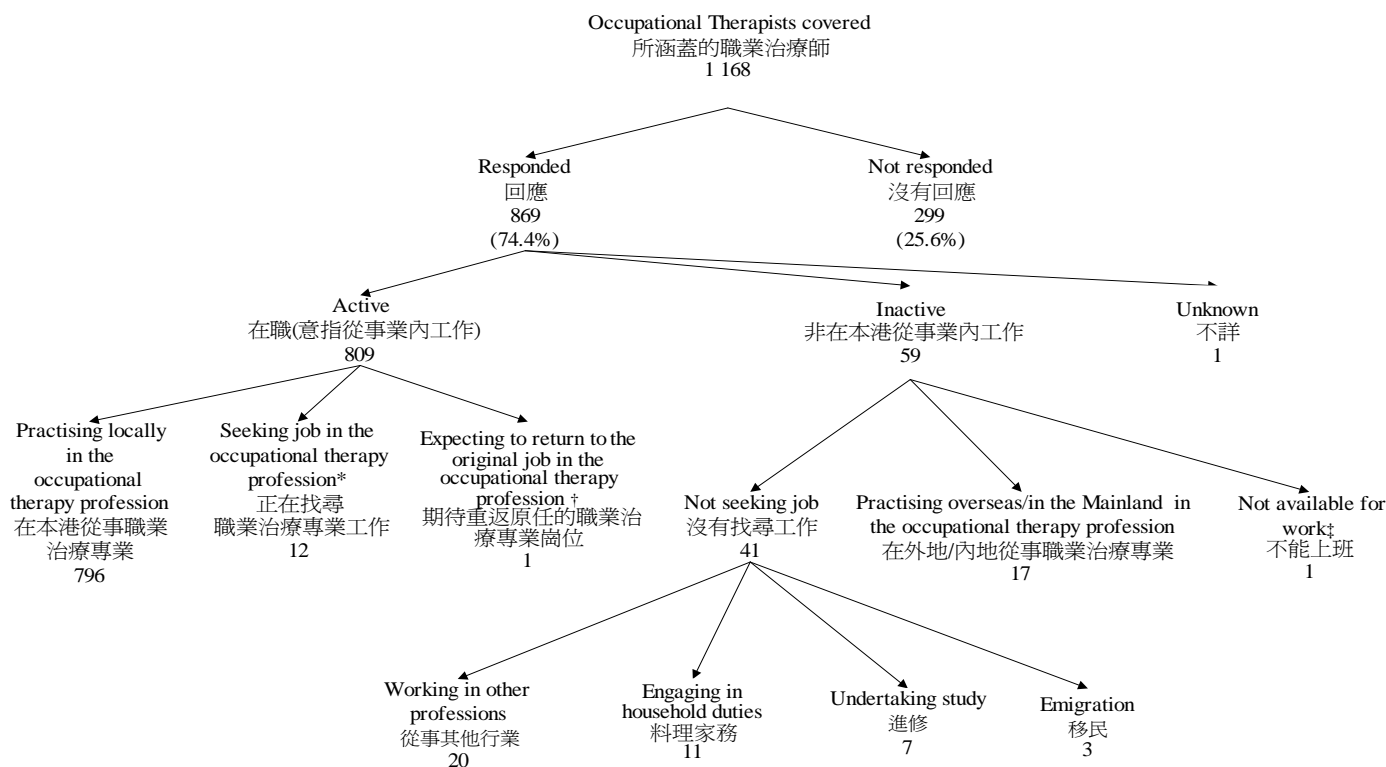 Occupational Therapists covered
所涵蓋的職業治療師
1 168
Responded
回應
869
(74.4%)
Not responded
沒有回應
299
(25.6%)
Active
在職(意指從事業內工作)
809
Inactive
非在本港從事業內工作
59
Unknown
不詳
1
Practising locally
in the
occupational
therapy profession
在本港從事職業
治療專業
796
Seeking job in the
occupational therapy
profession*
正在找尋
職業治療專業工作
12
Expecting to return to the
original job in the
occupational therapy
profession †
期待重返原任的職業治
療專業崗位
1
Not seeking job
沒有找尋工作
41
Practising overseas/in the Mainland in
the occupational therapy profession
在外地/內地從事職業治療專業
17
Not available for
work‡
不能上班
1
Working in other
professions
從事其他行業
20
Engaging in
household duties
料理家務
11
Undertaking study
進修
7
Emigration
移民
3